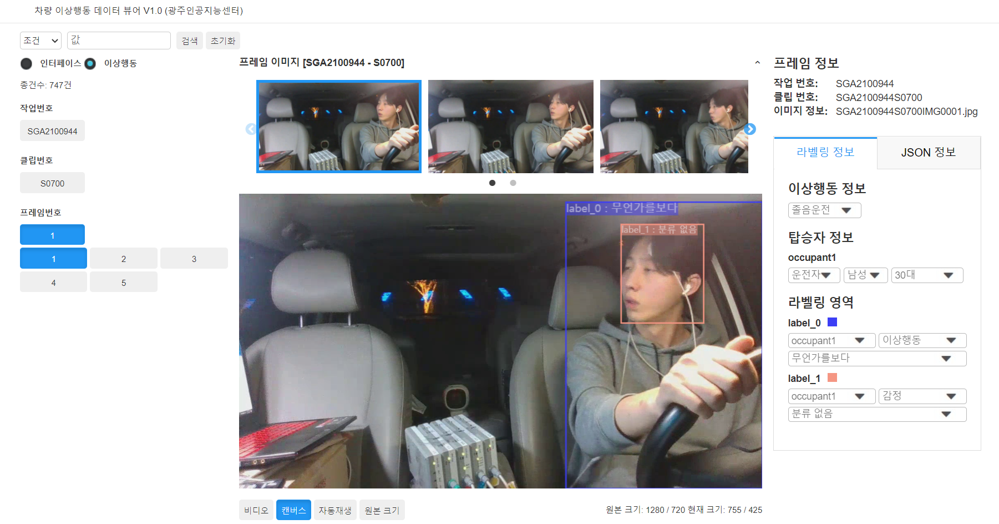 차량 이상행동 데이터 뷰어 V1.0 (광주인공지능센터)
조건 값 검색 초기화
인터페이스 이상행동
총건수: 747건
작업번호
SGA2100944
클립번호
S0700
프레임번호
1
1 2 3
4 5
프레임 이미지 [SGA2100944 - S0700]
label_0 : 무언가를보다
label_1 : 분류 없음
비디오 캔버스 자동재생 원본 크기
원본 크기: 1280 / 720 현재 크기: 755 / 425
프레임 정보
작업 번호: SGA2100944
클립 번호: SGA2100944S0700
이미지 정보: SGA2100944S0700IMG0001.jpg
라벨링 정보 JSON 정보
이상행동 정보
졸음운전
탑승자 정보
occupant1
운전자 남성 30대
라벨링 영역
label_0
occupant1 이상행동
무언가를보다
label_1
occupant1 감정
분류 없음